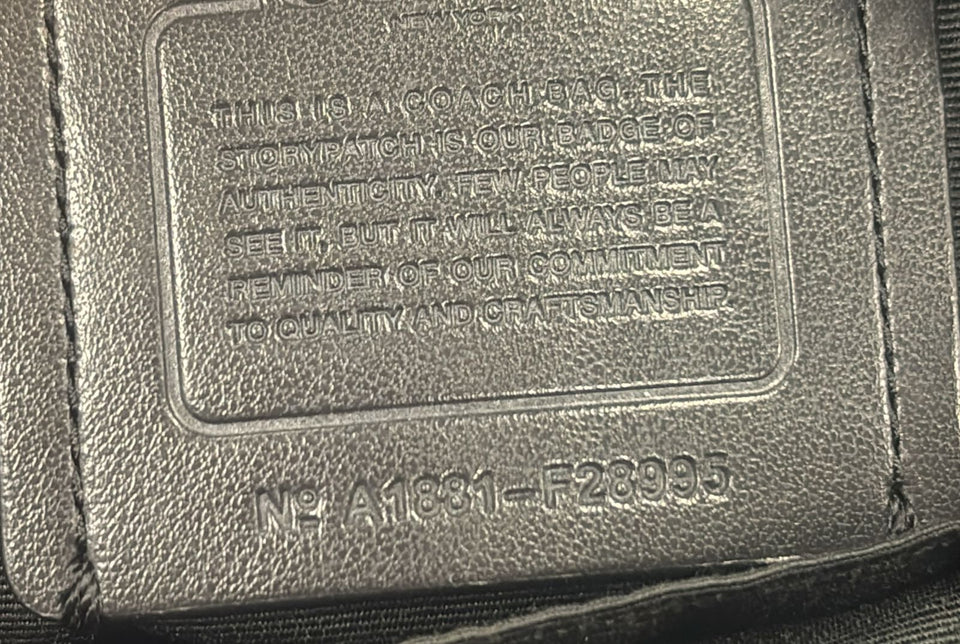 NEW YORK
THIS IS A COACH BAG. THE
STORYPATCH IS OUR BADGE OF
AUTHENTICITY. FEW PEOPLE MAY
SEE IT, BUT IT WILL ALWAYS BE A
REMINDER OF OUR COMMITMENT
TO QUALITY AND CRAFTSMANSHIP.
Nº A1881-F28995